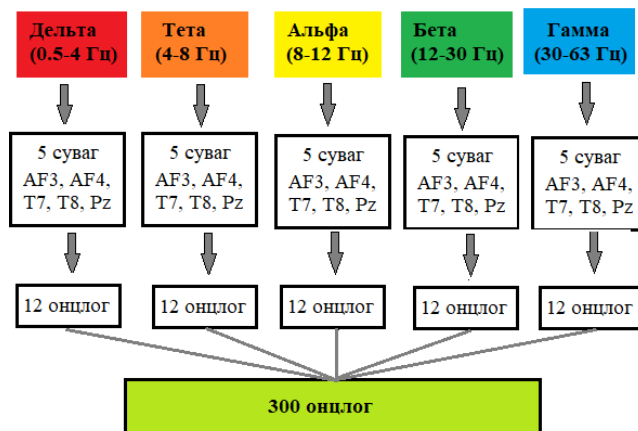 Дельта
(0.5-4 Гц)
Тета
(4-8 Гц)
Альфа
(8-12 Гц)
Бета
(12-30 Гц)
Гамма
(30-63 Гц)
5 суваг
AF3, AF4,
T7, T8, Pz
5 суваг
AF3, AF4,
T7, T8, Pz
5 суваг
AF3, AF4,
T7, T8, Pz
5 суваг
AF3, AF4,
T7, T8, Pz
5 суваг
AF3, AF4,
T7, T8, Pz
12 онцлог
12 онцлог
12 онцлог
12 онцлог
12 онцлог
300 онцлог